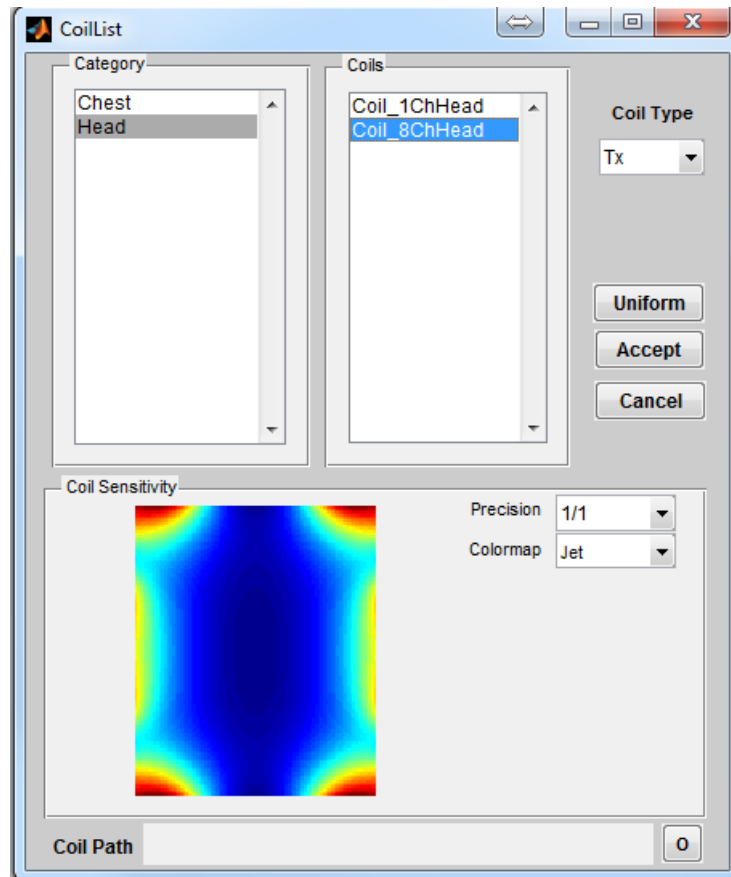 CoilList
Category
Chest
Head
Coils
Coil_1ChHead
Coil_8ChHead
Coil Type
Tx
Uniform
Accept
Cancel
Coil Sensitivity
Precision 1/1
Colormap Jet
Coil Path O